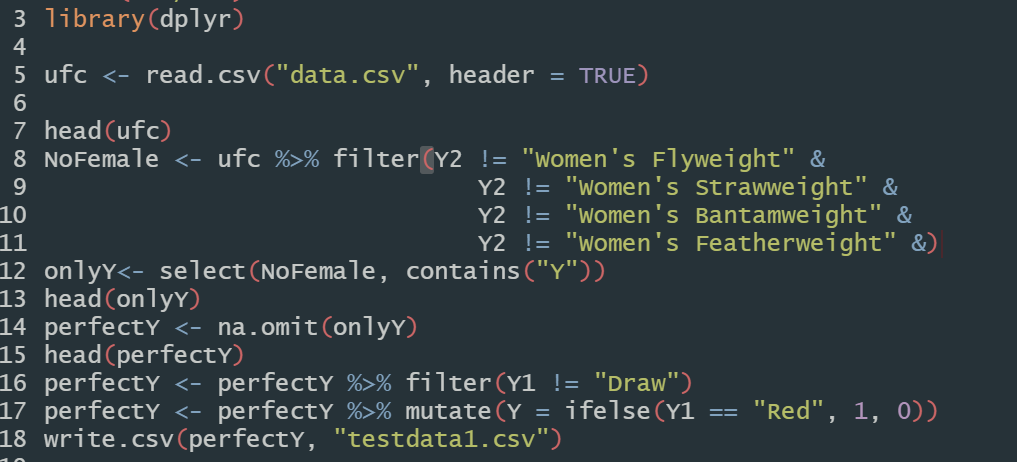 3 library(dplyr)
4
5 ufc <- read.csv("data.csv", header = TRUE)
6
7 head(ufc)
8 NoFemale <- ufc %>% filter(Y2 != "Women's Flyweight" &
9 Y2 != "Women's Strawweight" &
10 Y2 != "Women's Bantamweight" &
11 Y2 != "Women's Featherweight" &)
12 onlyY<- select(NoFemale, contains("Y"))
13 head(onlyY)
14 perfectY <- na.omit(onlyY)
15 head(perfectY)
16 perfectY <- perfectY %>% filter(Y1 != "Draw")
17 perfectY <- perfectY %>% mutate(Y = ifelse(Y1 == "Red", 1, 0))
18 write.csv(perfectY, "testdata1.csv")